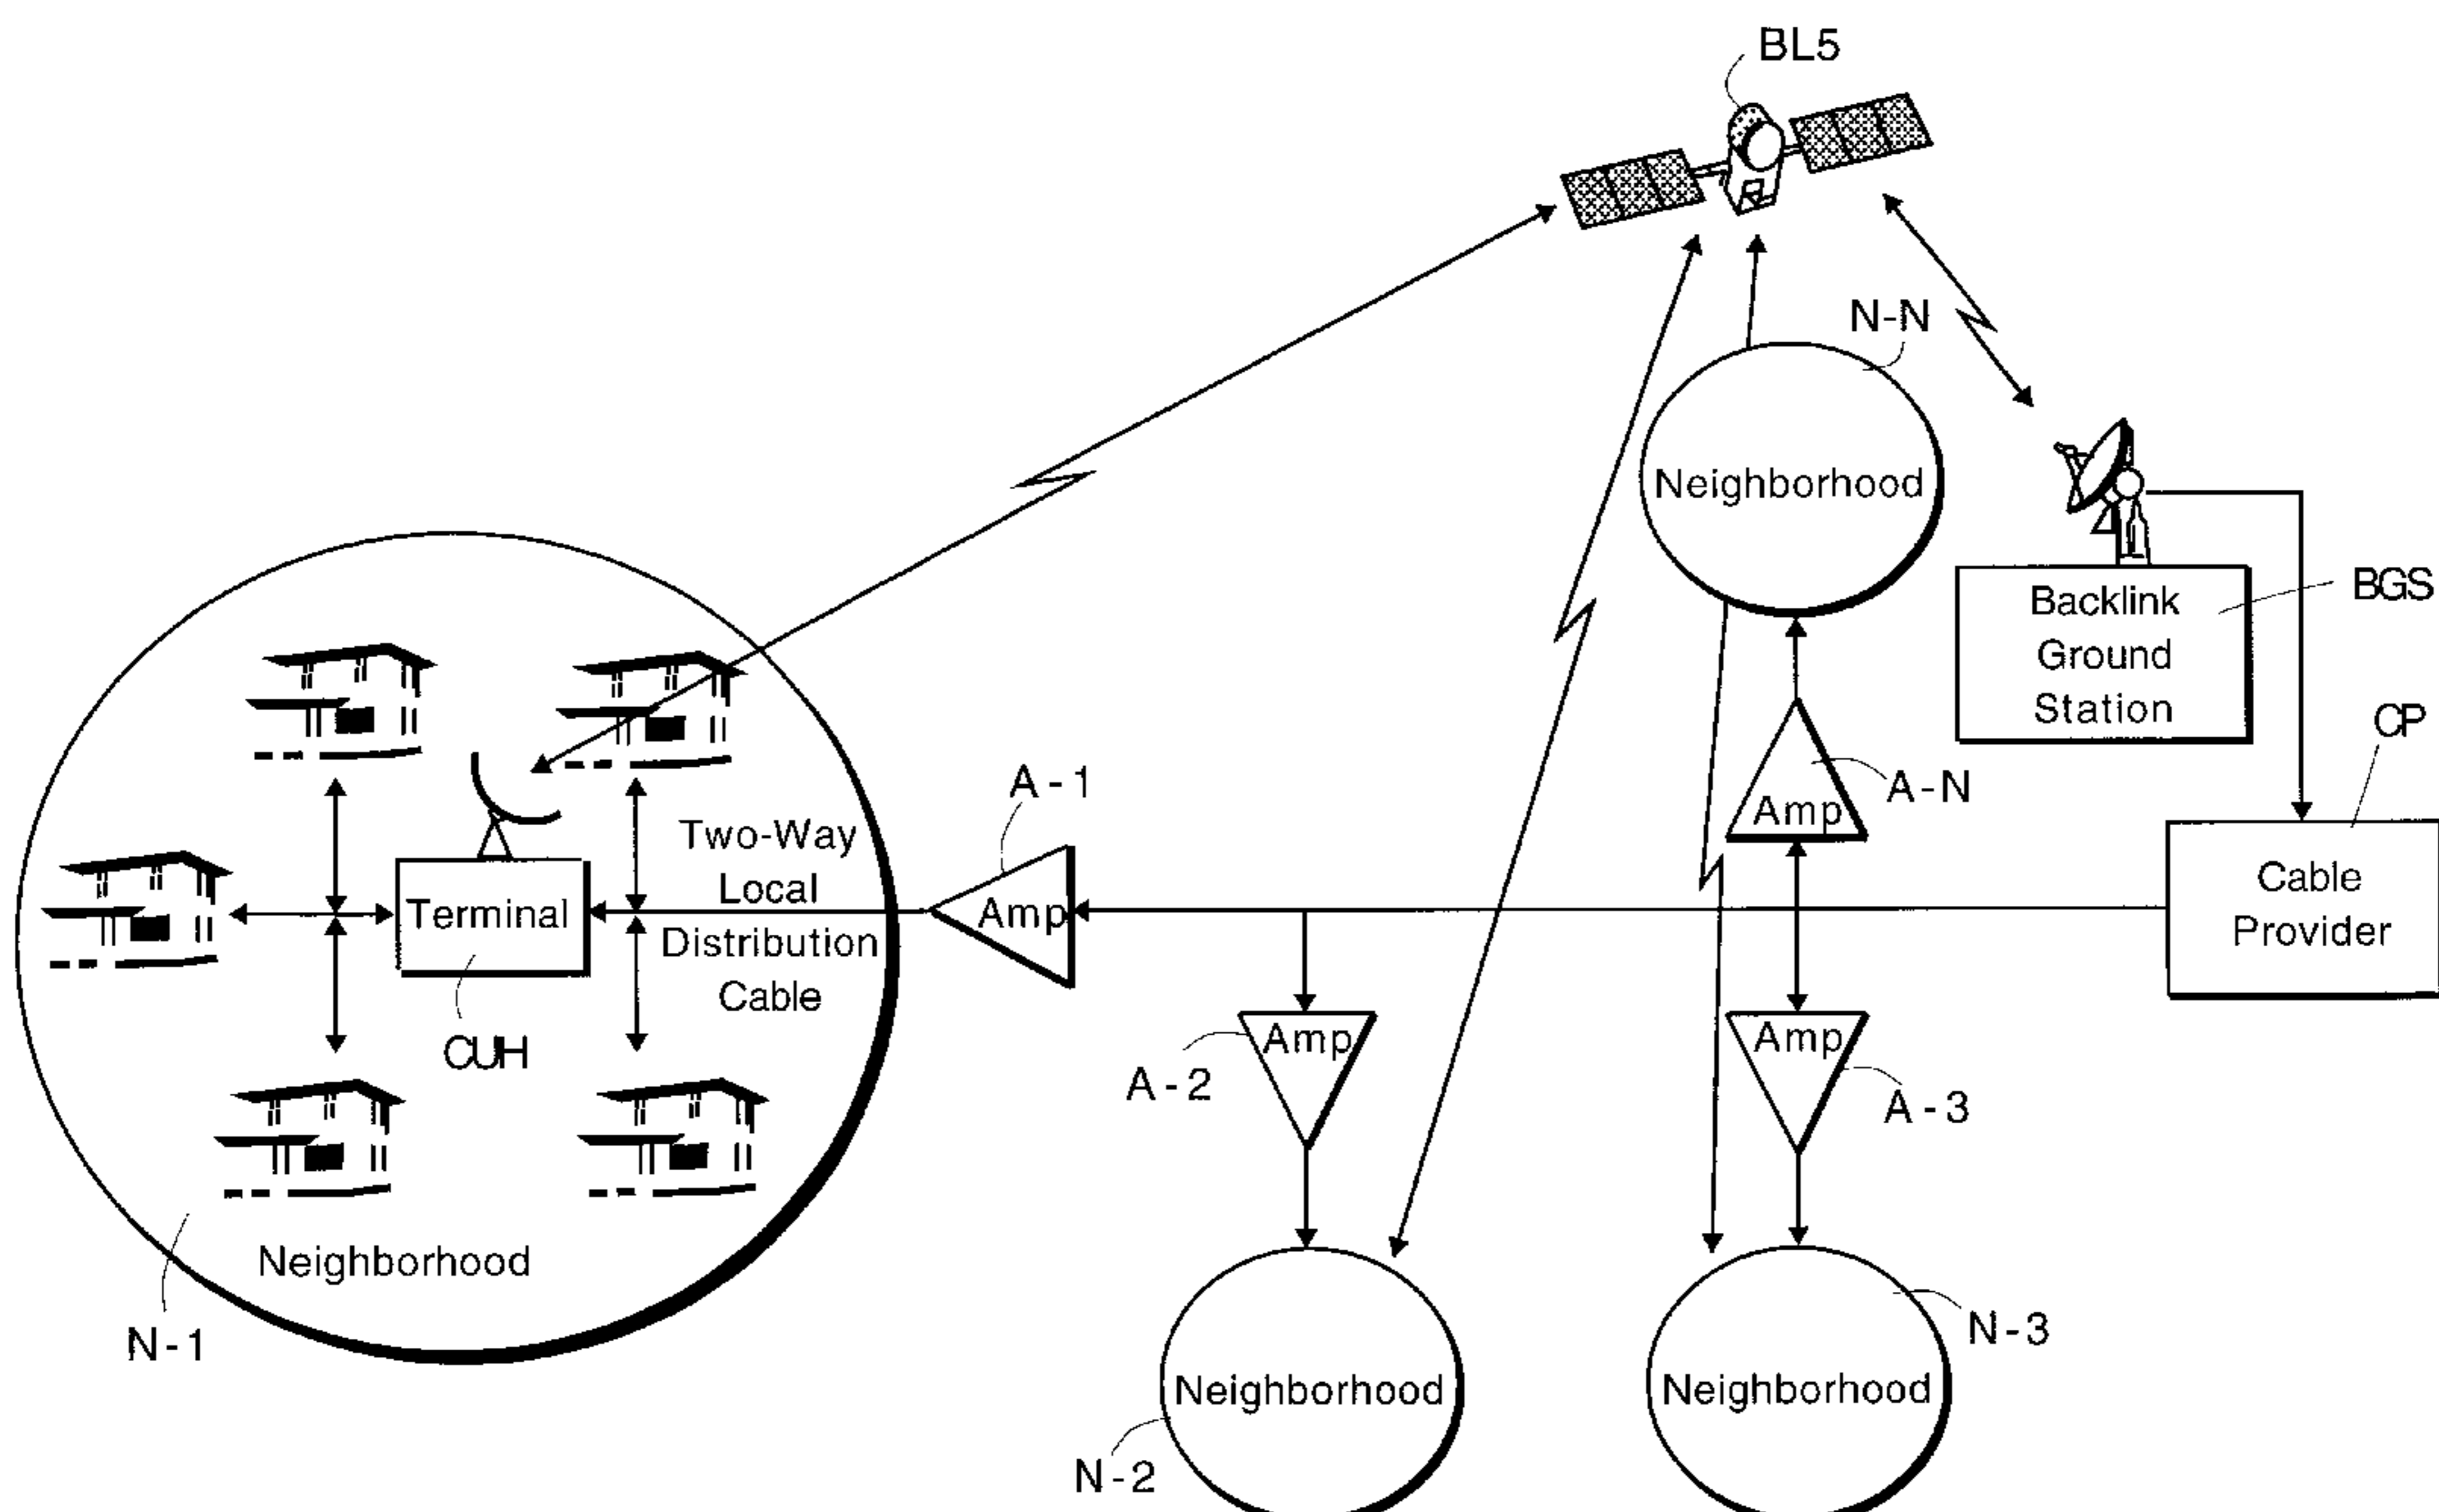 BL5
N-N
Neighborhood
Backlink
Ground
Station
BGS
CP
A-1
A-N
Amp
Two-Way
Local
Distribution
Cable
Terminal
Amp
Cable
Provider
CUH
Amp
A-2
Amp
A-3
Neighborhood
N-1
Neighborhood
N-2
Neighborhood
N-3